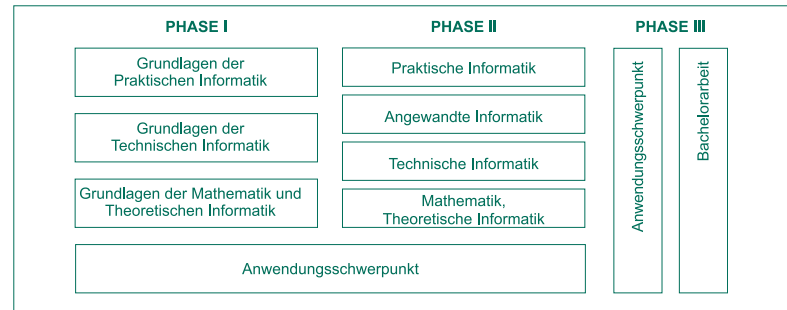 PHASE I
Grundlagen der
Praktischen Informatik
Grundlagen der
Technischen Informatik
Grundlagen der Mathematik und
Theoretischen Informatik
PHASE II
Praktische Informatik
Angewandte Informatik
Technische Informatik
Mathematik,
Theoretische Informatik
Anwendungsschwerpunkt
PHASE III
Anwendungsschwerpunkt
Bachelorarbeit